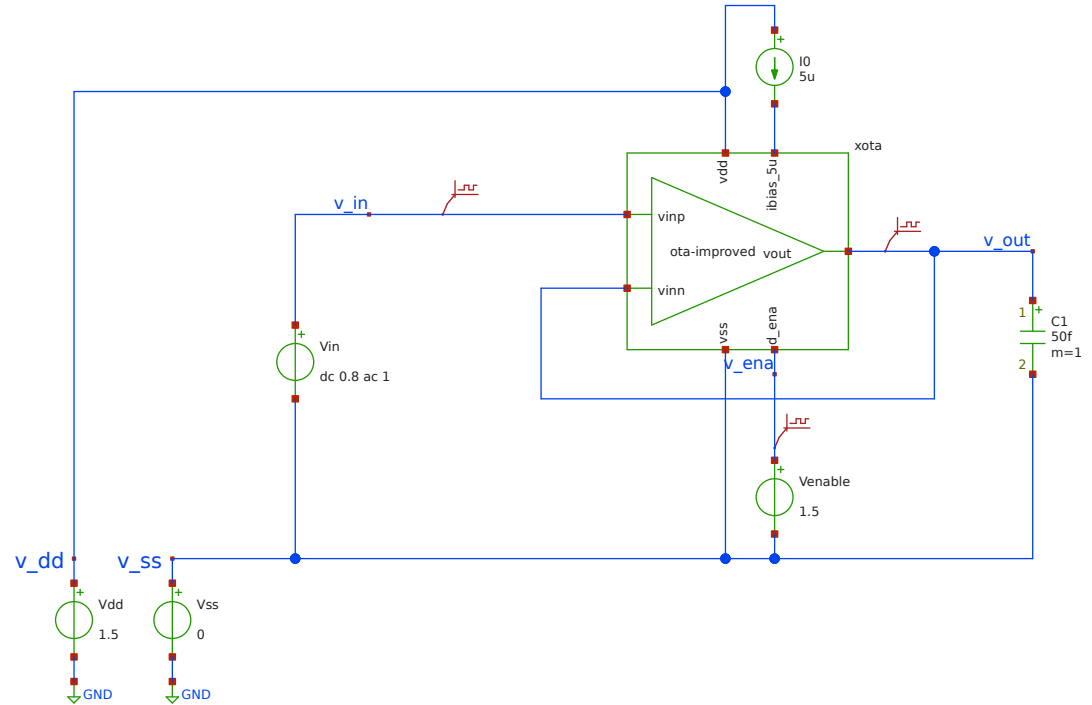 I0
5u
xota
vdd
ibias_5u
v_in
vinp
v_out
ota-improved
vout
vinn
vss
d_ena
v_ena
+
1
+
C1
50f
m=1
2
+
Vin
dc 0.8 ac 1
+
Venable
1.5
v_dd
v_ss
+
Vdd
1.5
+
Vss
0
GND
GND
+